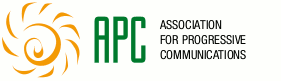 APC
ASSOCIATION
FOR PROGRESSIVE
COMMUNICATIONS